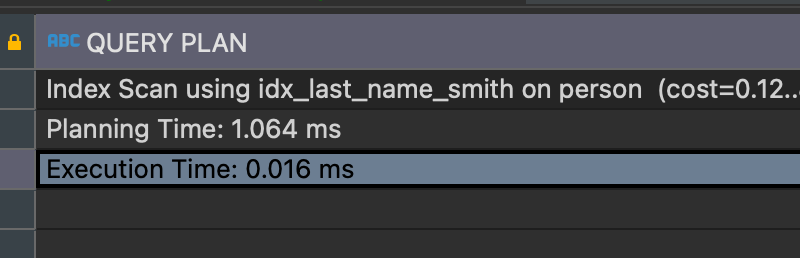 ABC QUERY PLAN
Index Scan using idx_last_name_smith on person (cost=0.12..
Planning Time: 1.064 ms
Execution Time: 0.016 ms